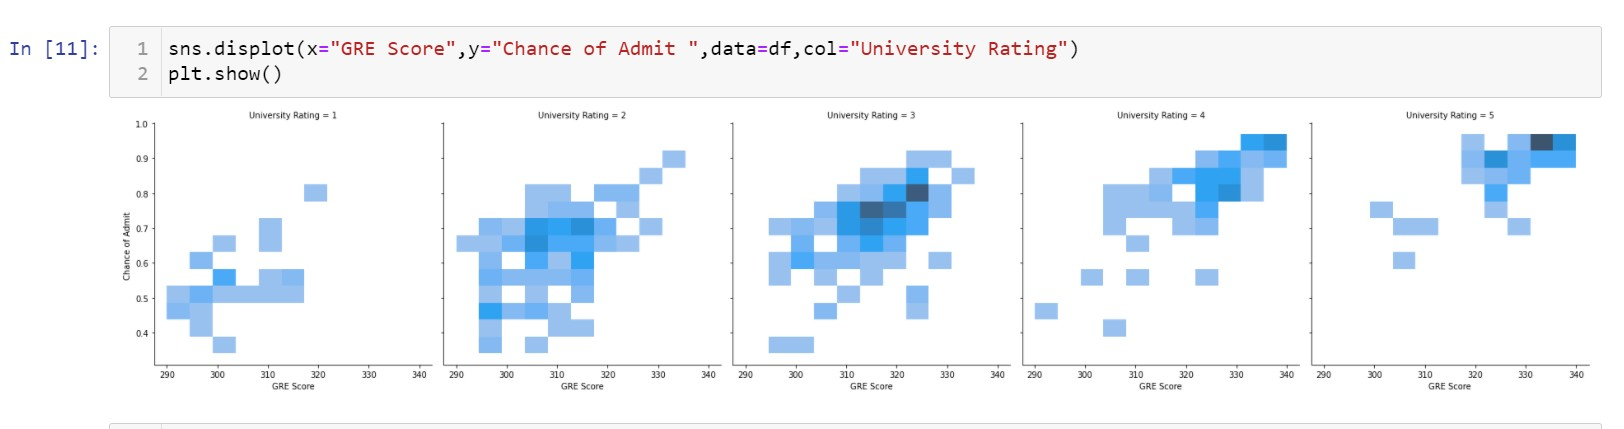 In [11]:
1 sns.displot(x="GRE Score",y="Chance of Admit ",data=df,col="University Rating")
2 plt.show()
University Rating = 1
University Rating = 2
University Rating = 3
University Rating = 4
University Rating = 5
1.0
0.9
0.8
0.7
0.6
0.5
0.4
Chance of Admit
290 300 310 320 330 340
290 300 310 320 330 340
290 300 310 320 330 340
290 300 310 320 330 340
290 300 310 320 330 340
GRE Score
GRE Score
GRE Score
GRE Score
GRE Score